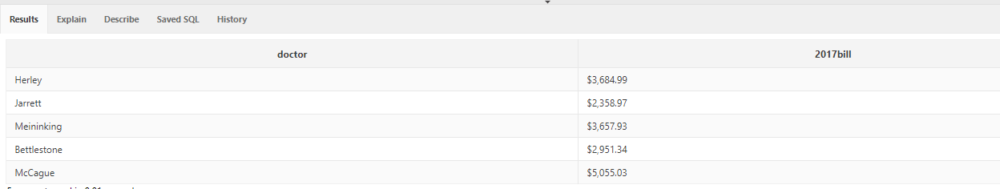 Results Explain Describe Saved SQL History
doctor 2017bill
Herley $3,684.99
Jarrett $2,358.97
Meininking $3,657.93
Bettlestone $2,951.34
McCague $5,055.03